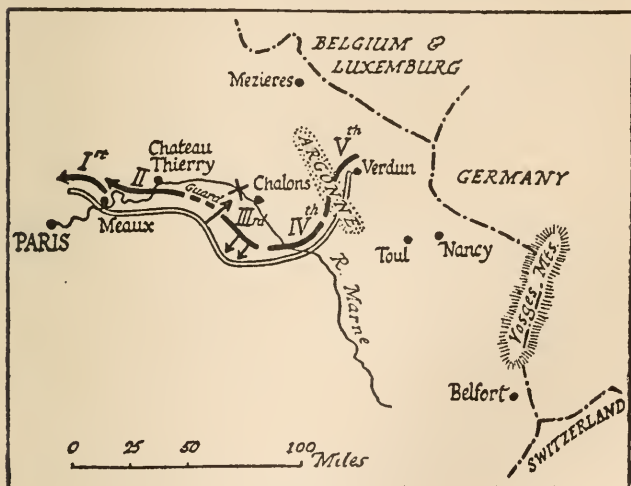 BELGIUM &
LUXEMBURG
Mezieres
Vth
ARGONNE
Verdun
Ist
II
Chateau
Thierry
Guard
Chalons
IIIrd
IVth
GERMANY
PARIS
Meaux
Toul
Nancy
R. Marne
Vosges. Mts.
Belfort
SWITZERLAND
0 25 50 100
Miles